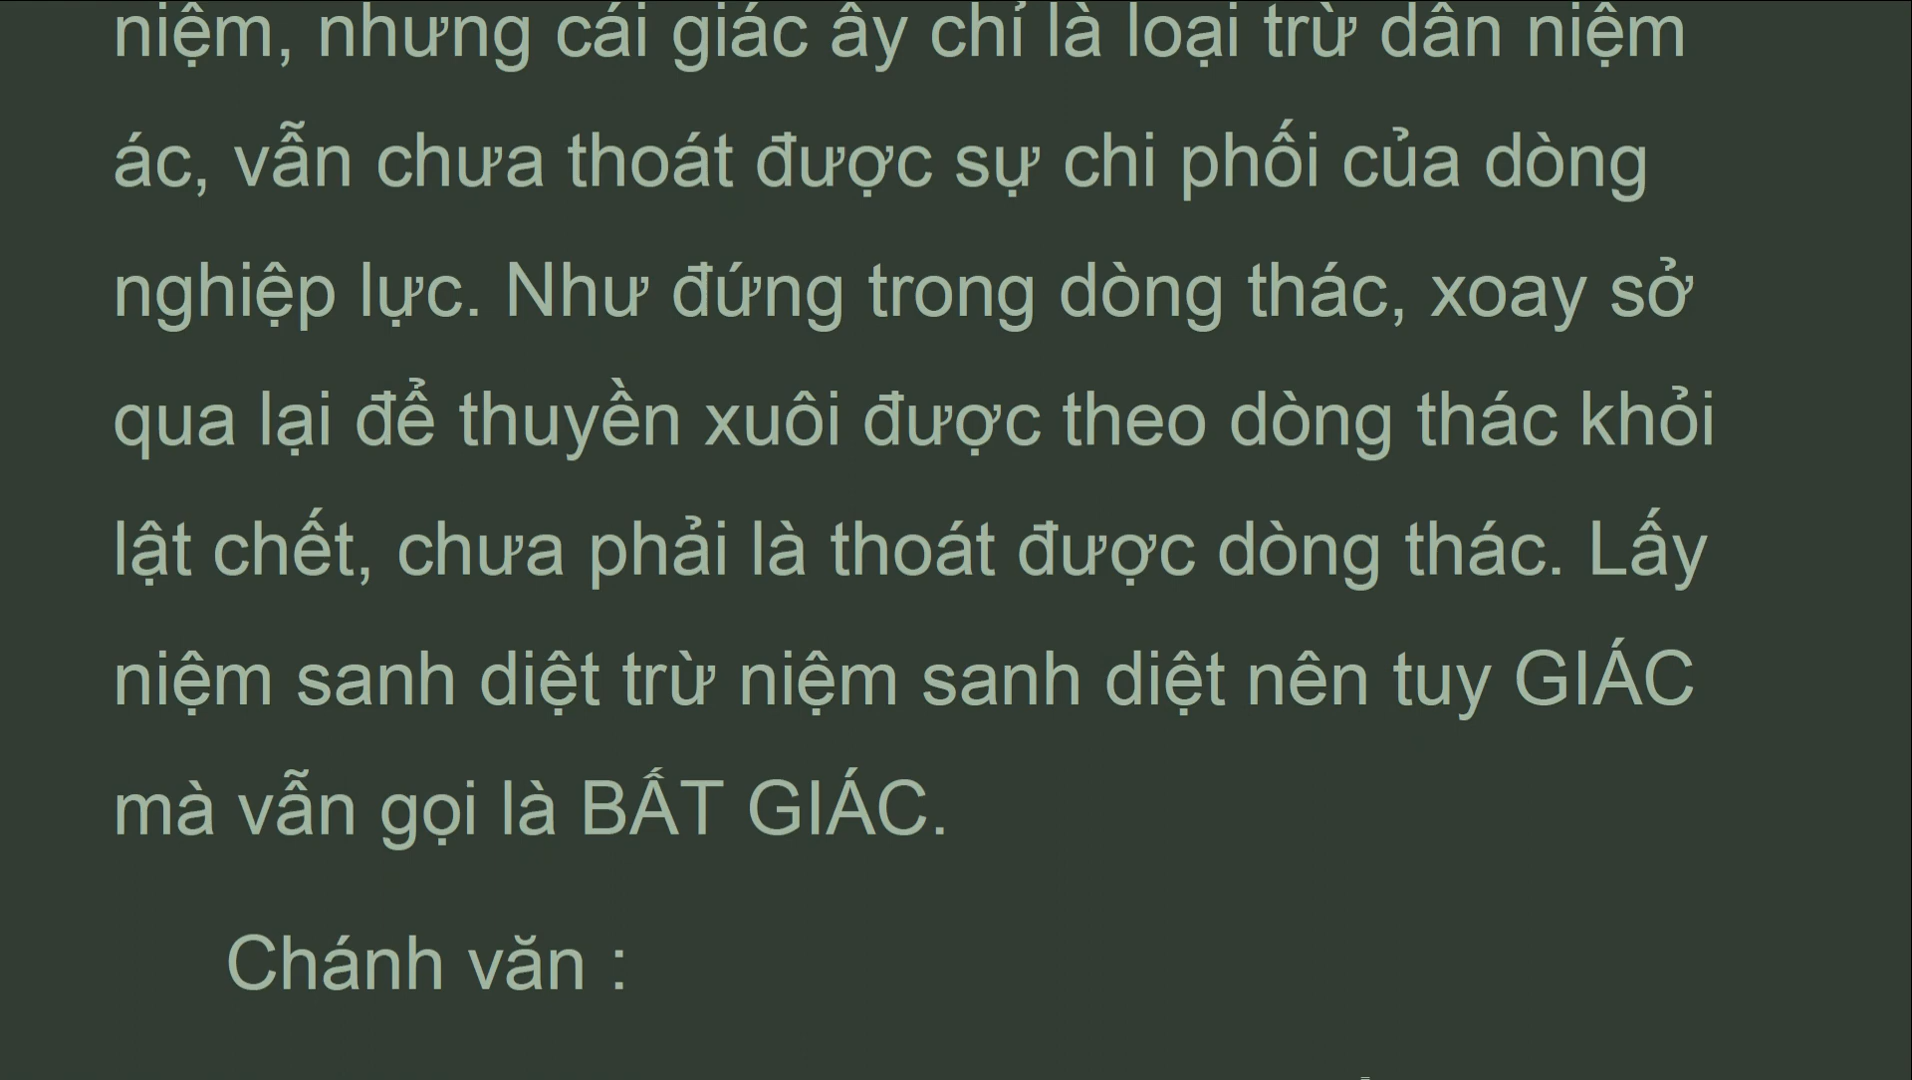 niệm, nhưng cái giác ấy chỉ là loại trừ dần niệm
ác, vẫn chưa thoát được sự chi phối của dòng
nghiệp lực. Như đứng trong dòng thác, xoay sở
qua lại để thuyền xuôi được theo dòng thác khỏi
lật chết, chưa phải là thoát được dòng thác. Lấy
niệm sanh diệt trừ niệm sanh diệt nên tuy GIÁC
mà vẫn gọi là BẤT GIÁC.
Chánh văn :